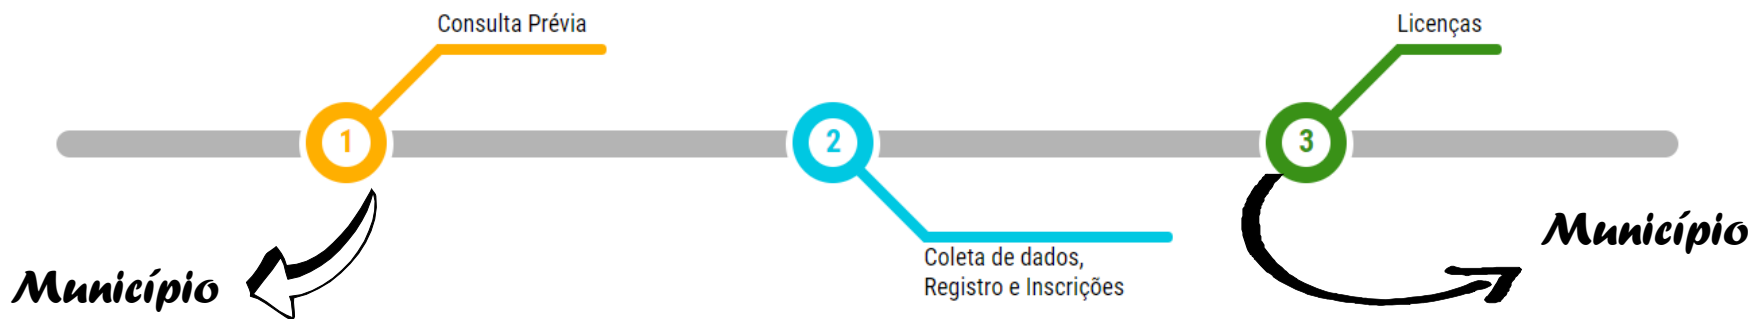 Consulta Prévia
Licenças
1
2
3
Município
Coleta de dados,
Registro e Inscrições
Município